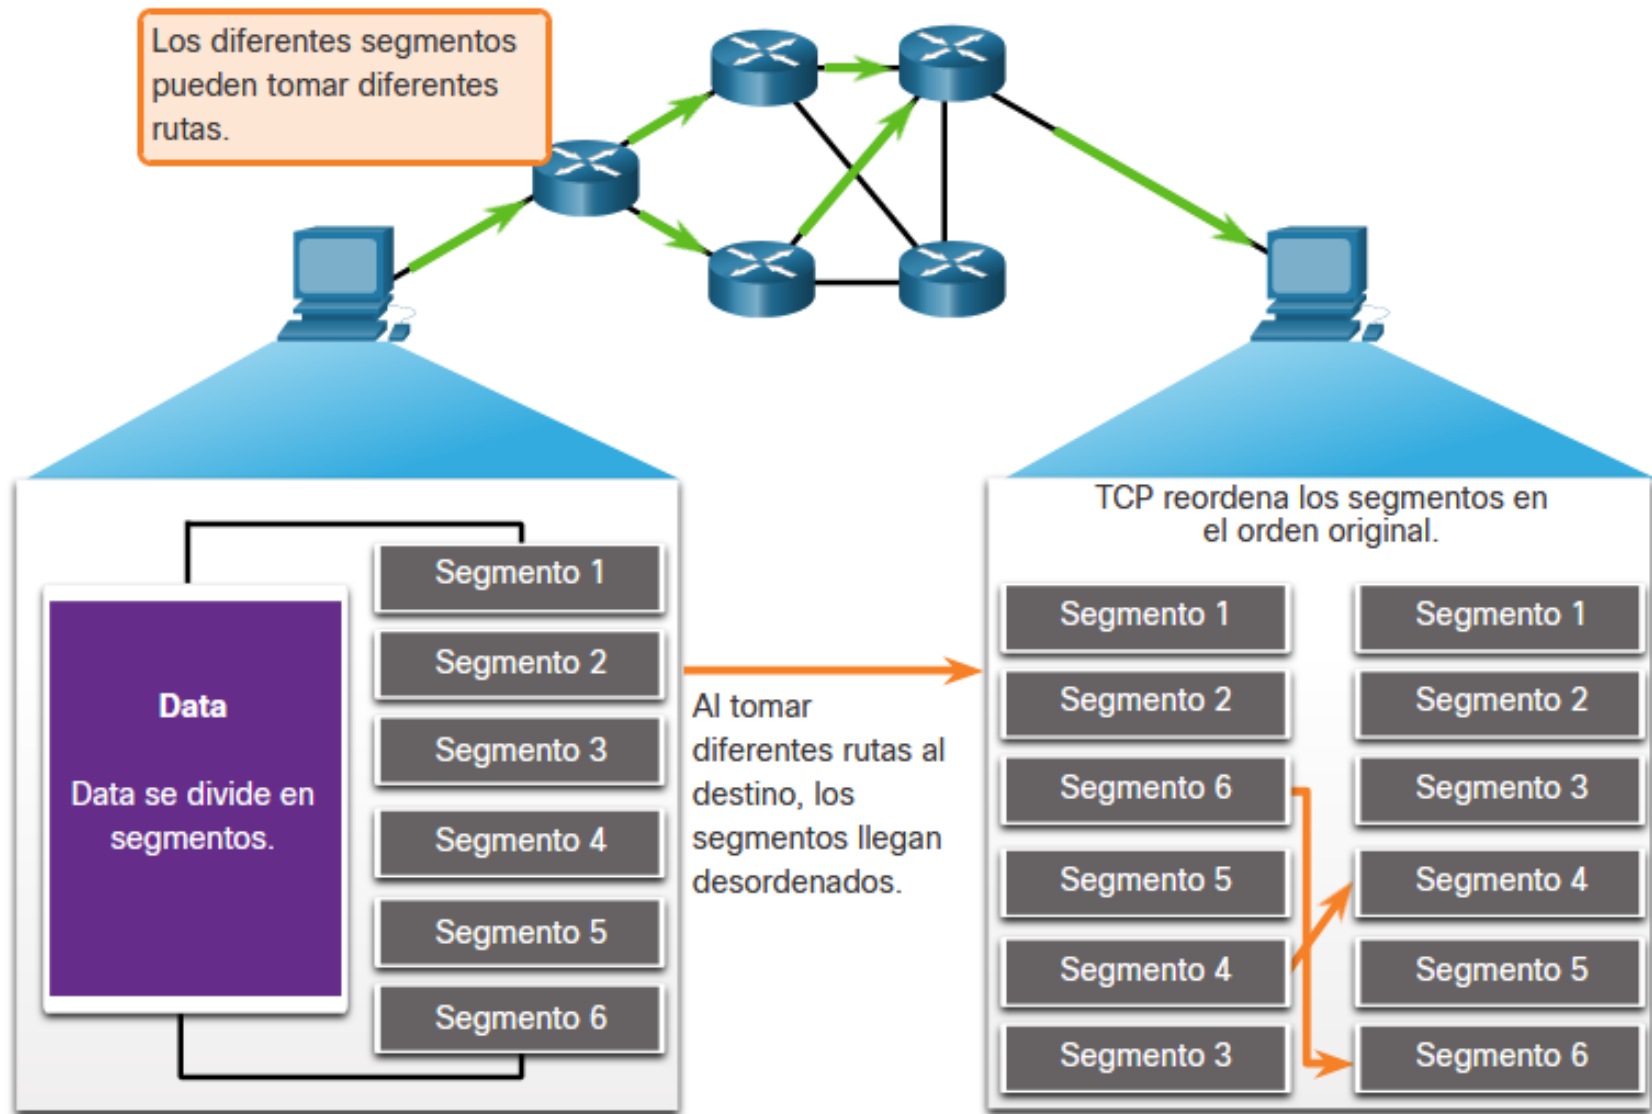 Los diferentes segmentos
pueden tomar diferentes
rutas.
Data
Data se divide en
segmentos.
Segmento 1
Segmento 2
Segmento 3
Segmento 4
Segmento 5
Segmento 6
Al tomar
diferentes rutas al
destino, los
segmentos llegan
desordenados.
TCP reordena los segmentos en
el orden original.
Segmento 1
Segmento 2
Segmento 6
Segmento 5
Segmento 4
Segmento 3
Segmento 1
Segmento 2
Segmento 3
Segmento 4
Segmento 5
Segmento 6